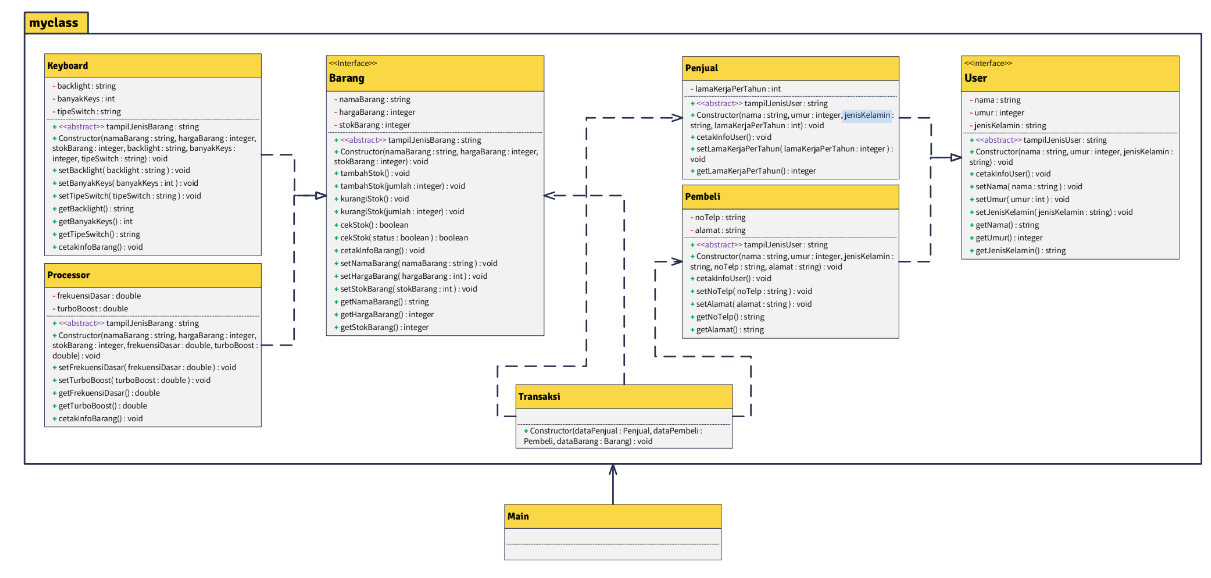 myclass
Keyboard
- backlight : string
- banyakKeys : int
- tipeSwitch : string
+ <<abstract>> tampilJenisBarang : string
+ Constructor(namaBarang : string, hargaBarang : integer,
stokBarang : integer, backlight : string, banyakKeys :
integer, tipeSwitch : string) : void
+ setBacklight( backlight : string ) : void
+ setBanyakKeys( banyakKeys : int ) : void
+ setTipeSwitch( tipeSwitch : string ) : void
+ getBacklight() : string
+ getBanyakKeys() : int
+ getTipeSwitch() : string
+ cetakInfoBarang() : void
Processor
- frekuensiDasar : double
- turboBoost : double
+ <<abstract>> tampilJenisBarang : string
+ Constructor(namaBarang : string, hargaBarang : integer,
stokBarang : integer, frekuensiDasar : double, turboBoost :
double) : void
+ setFrekuensiDasar( frekuensiDasar : double ) : void
+ setTurboBoost( turboBoost : double ) : void
+ getFrekuensiDasar() : double
+ getTurboBoost() : double
+ cetakInfoBarang() : void
<<Interface>>
Barang
- namaBarang : string
- hargaBarang : integer
- stokBarang : integer
+ <<abstract>> tampilJenisBarang : string
+ Constructor(namaBarang : string, hargaBarang : integer,
stokBarang : integer) : void
+ tambahStok() : void
+ tambahStok(jumlah : integer) : void
+ kurangiStok() : void
+ kurangiStok(jumlah : integer) : void
+ cekStok() : boolean
+ cekStok( status : boolean ) : boolean
+ cetakInfoBarang() : void
+ setNamaBarang( namaBarang : string ) : void
+ setHargaBarang( hargaBarang : int ) : void
+ setStokBarang( stokBarang : int ) : void
+ getNamaBarang() : string
+ getHargaBarang() : integer
+ getStokBarang() : integer
Penjual
- lamaKerjaPerTahun : int
+ <<abstract>> tampilJenisUser : string
+ Constructor(nama : string, umur : integer, jenisKelamin :
string, lamaKerjaPerTahun : int) : void
+ cetakInfoUser() : void
+ setLamaKerjaPerTahun( lamaKerjaPerTahun : integer ) :
void
+ getLamaKerjaPerTahun() : integer
Pembeli
- noTelp : string
- alamat : string
+ <<abstract>> tampilJenisUser : string
+ Constructor(nama : string, umur : integer, jenisKelamin :
string, noTelp : string, alamat : string) : void
+ cetakInfoUser() : void
+ setNoTelp( noTelp : string ) : void
+ setAlamat( alamat : string ) : void
+ getNoTelp() : string
+ getAlamat() : string
<<Interface>>
User
- nama : string
- umur : integer
- jenisKelamin : string
+ <<abstract>> tampilJenisUser : string
+ Constructor(nama : string, umur : integer, jenisKelamin :
string) : void
+ cetakInfoUser() : void
+ setNama( nama : string ) : void
+ setUmur( umur : int ) : void
+ setJenisKelamin( jenisKelamin : string) : void
+ getNama() : string
+ getUmur() : integer
+ getJenisKelamin() : string
Transaksi
+ Constructor(dataPenjual : Penjual, dataPembeli :
Pembeli, dataBarang : Barang) : void
Main